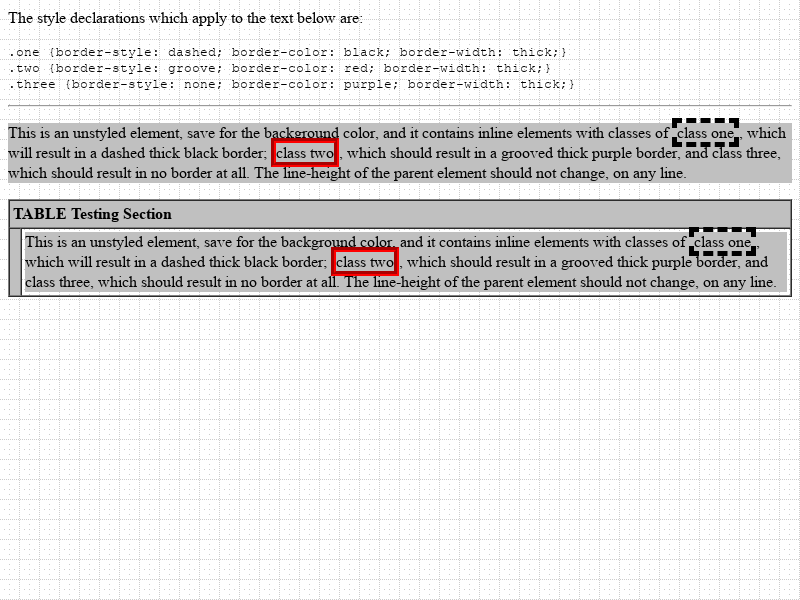 The style declarations which apply to the text below are:
.one {border-style: dashed; border-color: black; border-width: thick;}
.two {border-style: groove; border-color: red; border-width: thick;}
.three {border-style: none; border-color: purple; border-width: thick;}
This is an unstyled element, save for the background color, and it contains inline elements with classes of class one, which
will result in a dashed thick black border; class two, which should result in a grooved thick purple border, and class three,
which should result in no border at all. The line-height of the parent element should not change, on any line.
TABLE Testing Section
This is an unstyled element, save for the background color, and it contains inline elements with classes of class one,
which will result in a dashed thick black border; class two, which should result in a grooved thick purple border, and
class three, which should result in no border at all. The line-height of the parent element should not change, on any line.